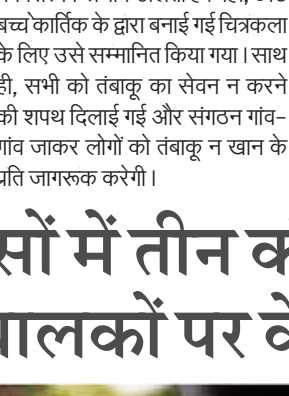 बच्चे कार्तिक के द्वारा बनाई गई चित्रकला
के लिए उसे सम्मानित किया गया । साथ
ही, सभी को तंबाकू का सेवन न करने
की शपथ दिलाई गई और संगठन गांव-
गांव जाकर लोगों को तंबाकू न खान के
प्रति जागरूक करेगी ।
में तीन
पर